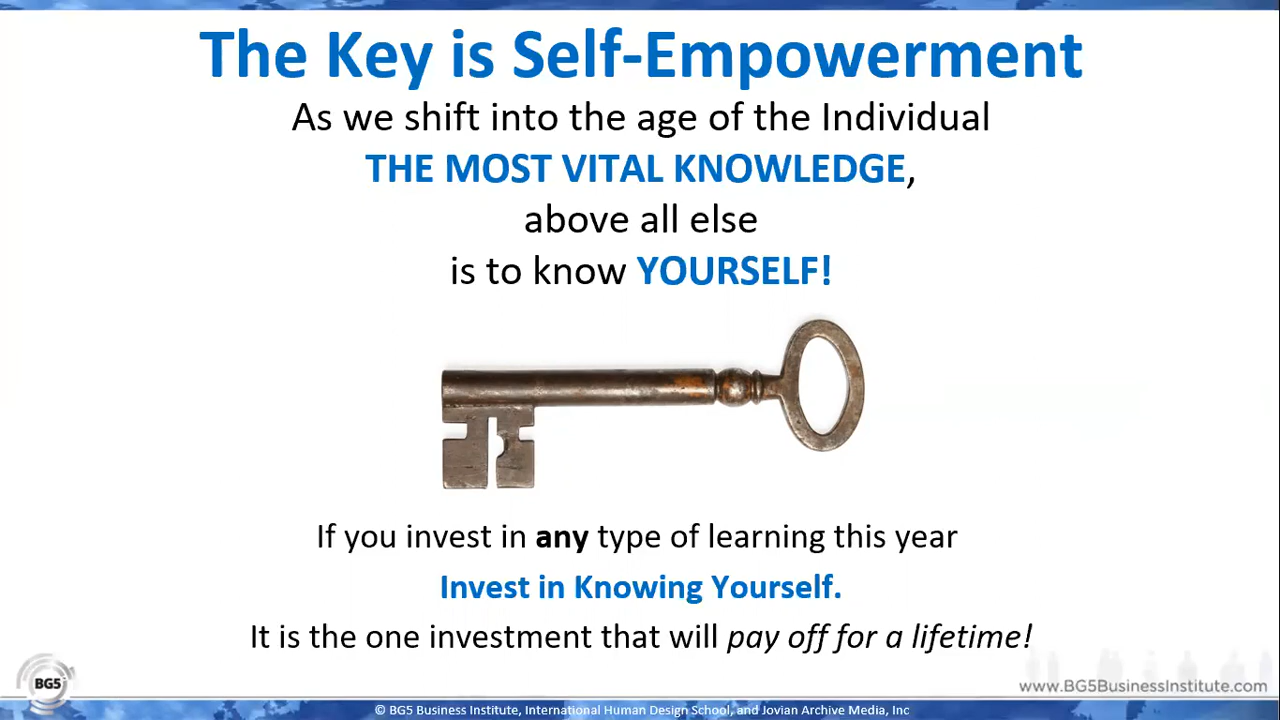 The Key is Self-Empowerment
As we shift into the age of the Individual
THE MOST VITAL KNOWLEDGE,
above all else
is to know YOURSELF!
If you invest in any type of learning this year
Invest in Knowing Yourself.
It is the one investment that will pay off for a lifetime!
BG5
www.BG5BusinessInstitute.com
© BG5 Business Institute, International Human Design School, and Jovian Archive Media, Inc